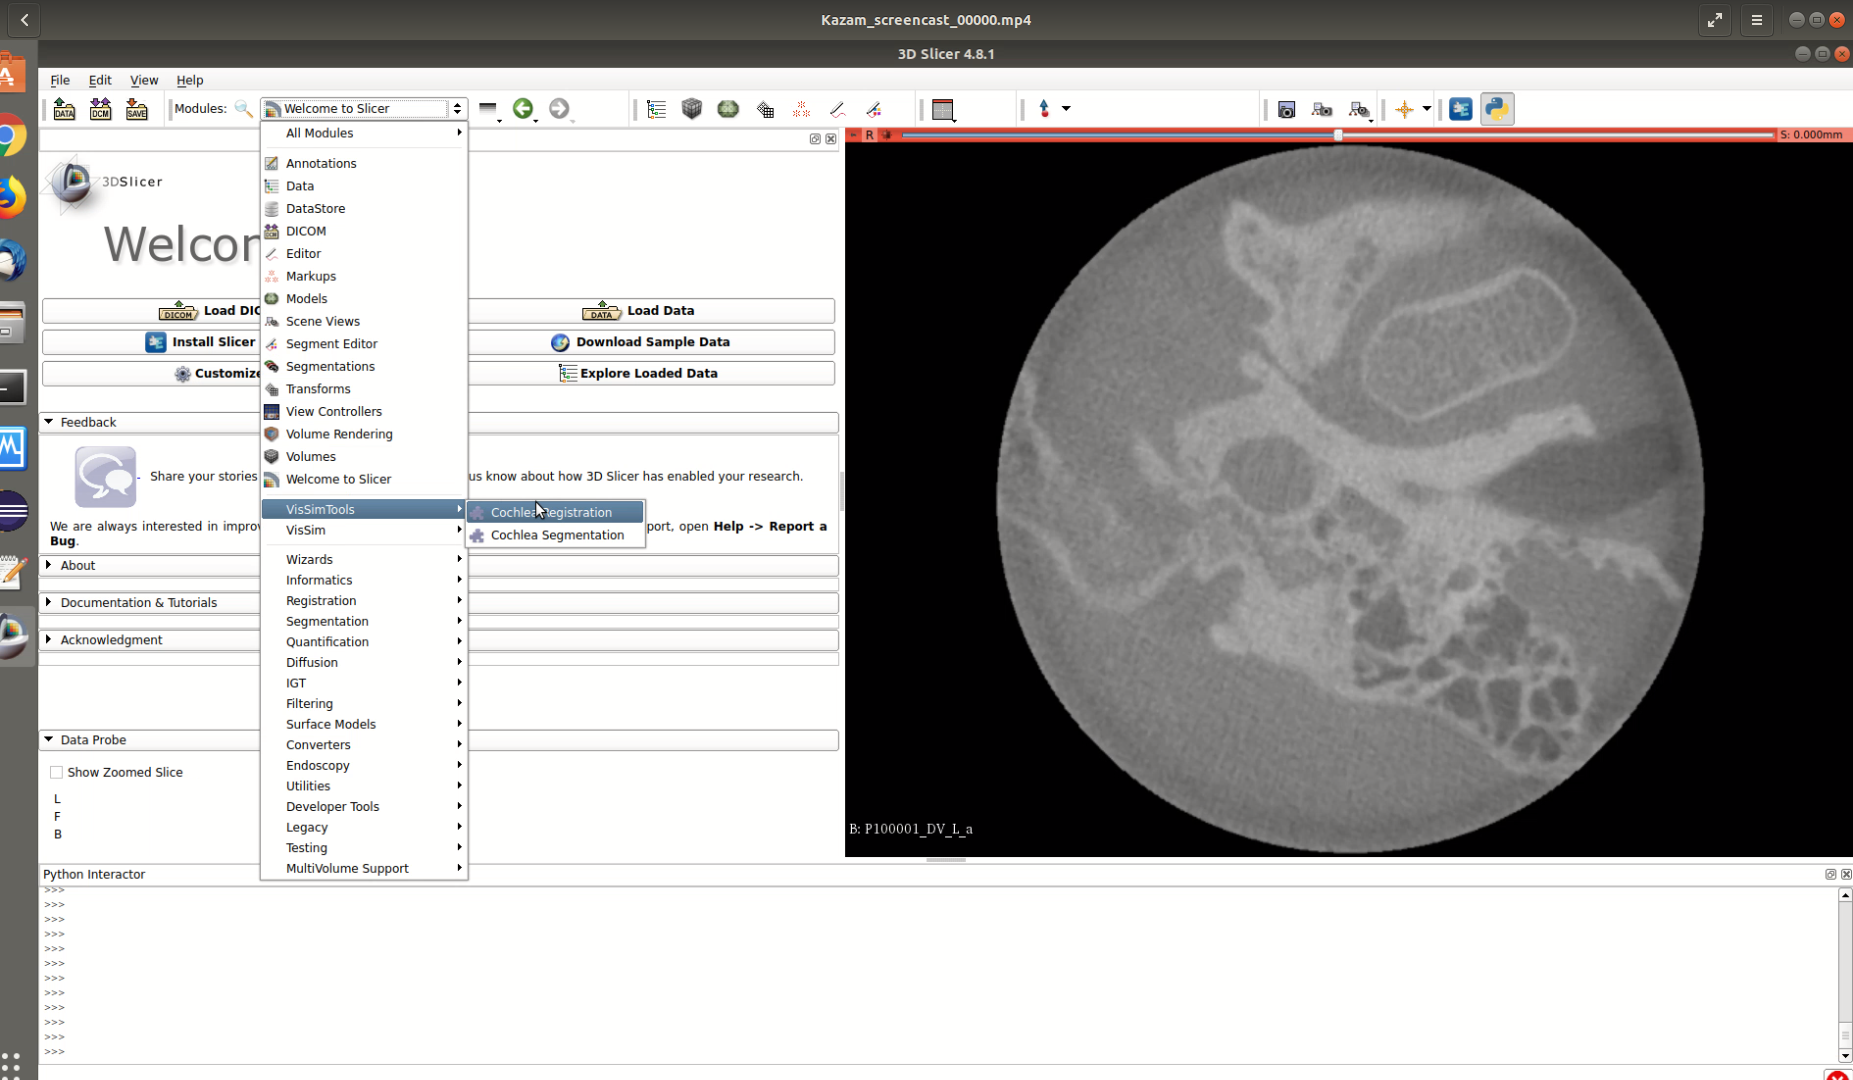 Kazam_screencast_00000.mp4
3D Slicer 4.8.1
File Edit View Help
DATA DCM SAVE Modules: Welcome to Slicer
All Modules
R S: 0.000mm
Annotations
3DSlicer
Data
DataStore
DICOM
Welcor
Editor
Markups
Models
DICOM Load DIC DATA Load Data
Scene Views
Install Slicer Segment Editor Download Sample Data
Segmentations
Customize Explore Loaded Data
Transforms
View Controllers
Feedback
Volume Rendering
Volumes
Share your stories us know about how 3D Slicer has enabled your research.
Welcome to Slicer
VisSimTools
Cochlea Registration
We are always interested in improv VisSim port, open Help -> Report a
Bug.
Cochlea Segmentation
Wizards
About
Informatics
Documentation & Tutorials
Registration
Segmentation
Acknowledgment
Quantification
Diffusion
IGT
Filtering
Surface Models
Data Probe
Converters
Endoscopy
Show Zoomed Slice
Utilities
L
Developer Tools
F
Legacy
B
B: P100001_DV_L_a
Testing
MultiVolume Support
Python Interactor
>>>
>>>
>>>
>>>
>>>
>>>
>>>
>>>
>>>
>>>
>>>
>>>